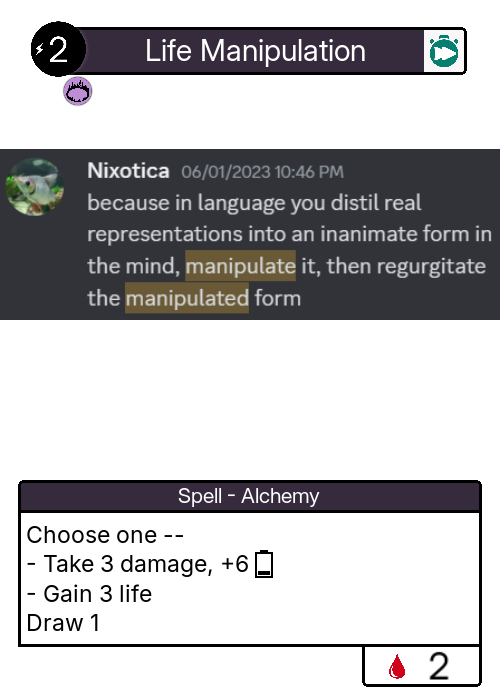 2 Life Manipulation
Nixotica 06/01/2023 10:46 PM
because in language you distil real
representations into an inanimate form in
the mind, manipulate it, then regurgitate
the manipulated form
Spell - Alchemy
Choose one --
- Take 3 damage, +6
- Gain 3 life
Draw 1
2